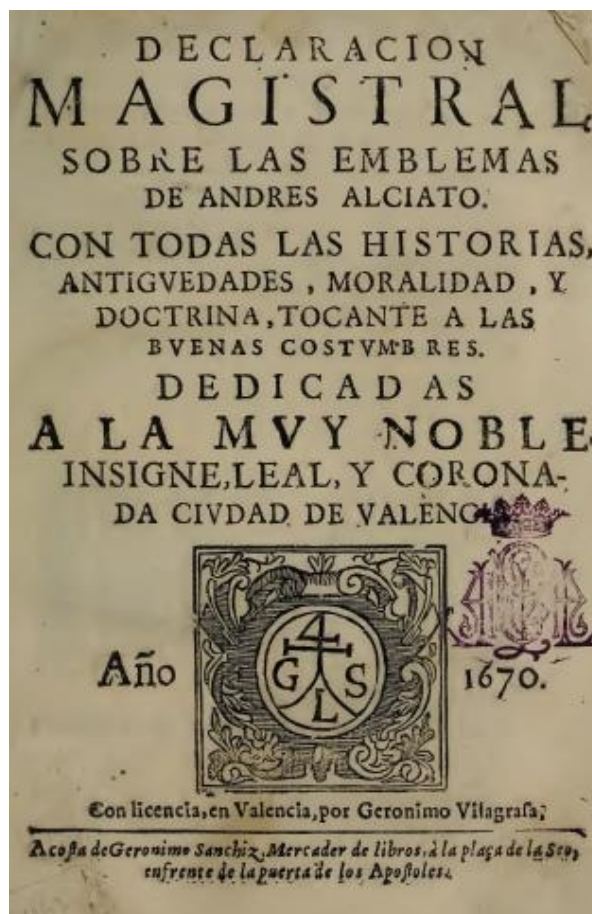 DECLARACION
MAGISTRAL
SOBRE LAS EMBLEMAS
DE ANDRES ALCIATO.
CON TODAS LAS HISTORIAS,
ANTIGVEDADES, MORALIDAD, Y
DOCTRINA, TOCANTE A LAS
BVENAS COSTVMBRES.
DEDICADAS
A LA MVY NOBLE
INSIGNE, LEAL, Y CORONA-
DA CIVDAD DE VALENCIA
Año 1670.
G S
L
Con licencia, en Valencia, por Geronimo Vilagrasa,
A costa de Geronimo Sanchiz, Mercader de libros, à la plaça de la Seo,
enfrente de la puerta de los Apostoles.